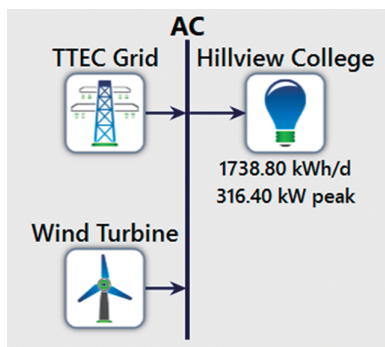 AC
TTEC Grid
Hillview College
1738.80 kWh/d
316.40 kW peak
Wind Turbine